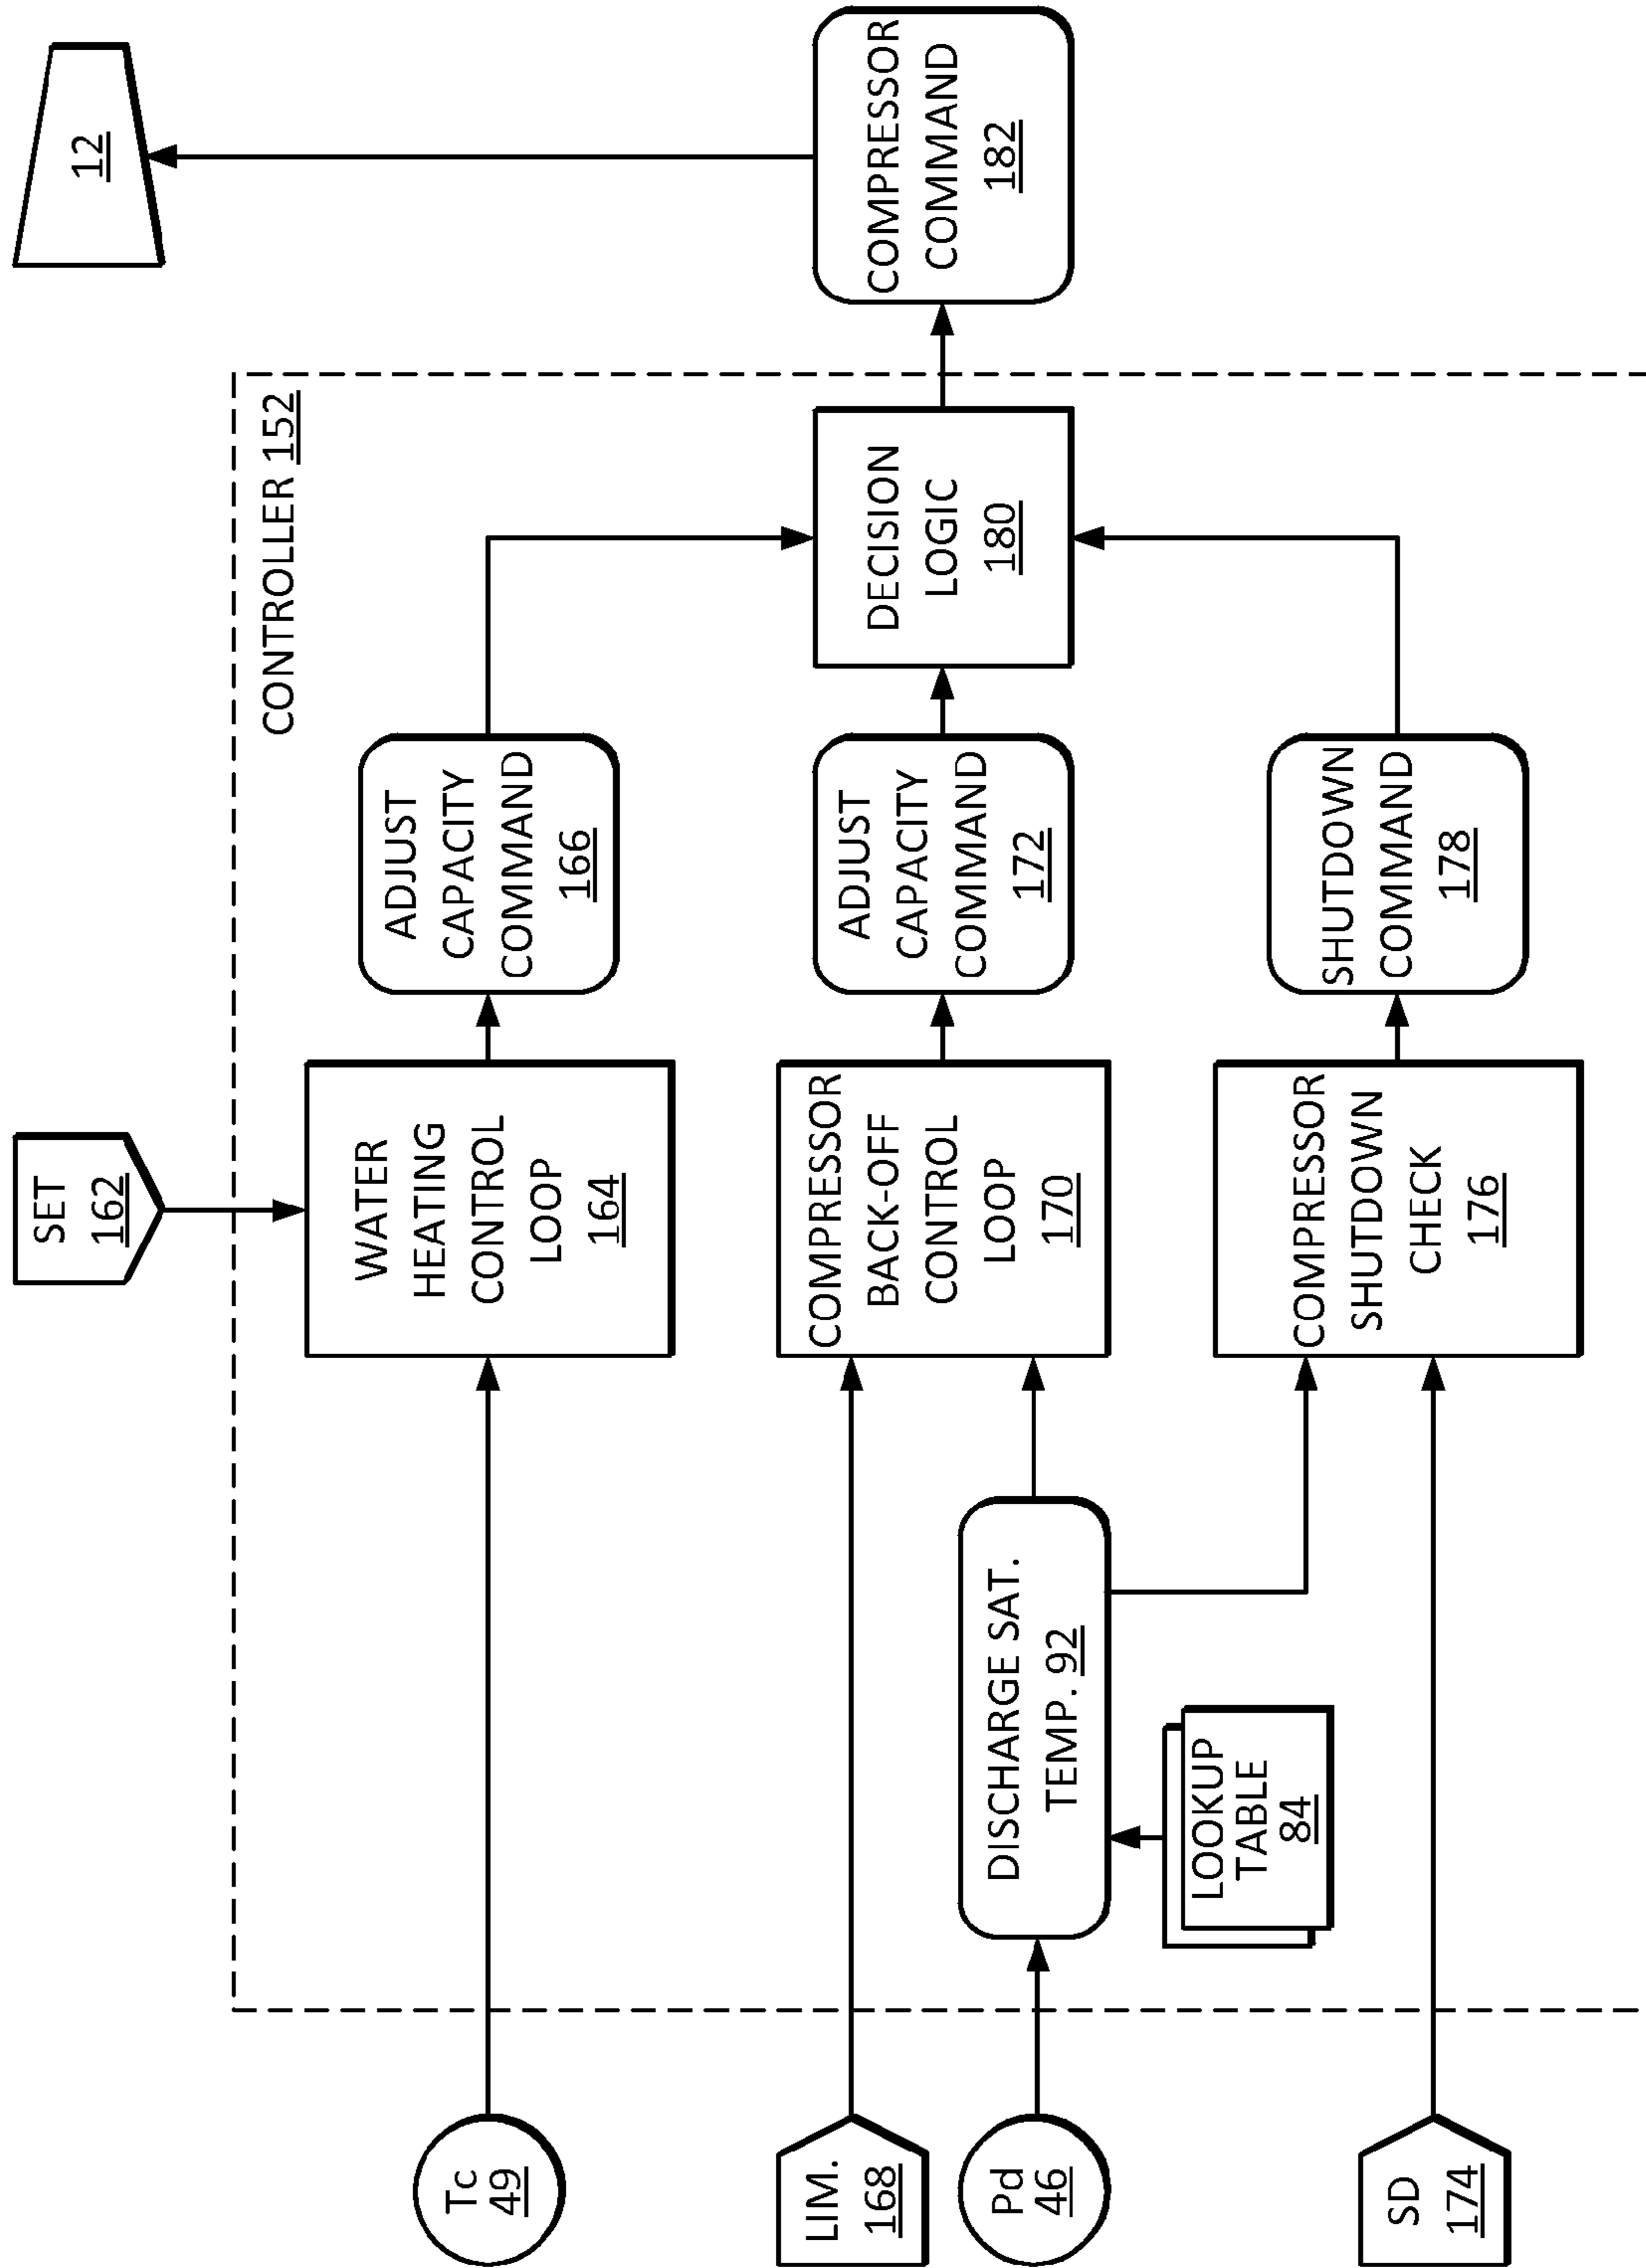 SET
162
12
CONTROLLER 152
Tc
49
WATER
HEATING
CONTROL
LOOP
164
ADJUST
CAPACITY
COMMAND
166
LIM.
168
COMPRESSOR
BACK-OFF
CONTROL
LOOP
170
ADJUST
CAPACITY
COMMAND
172
DECISION
LOGIC
180
COMPRESSOR
COMMAND
182
Pd
46
DISCHARGE SAT.
TEMP. 92
LOOKUP
TABLE
84
SD
174
COMPRESSOR
SHUTDOWN
CHECK
176
SHUTDOWN
COMMAND
178